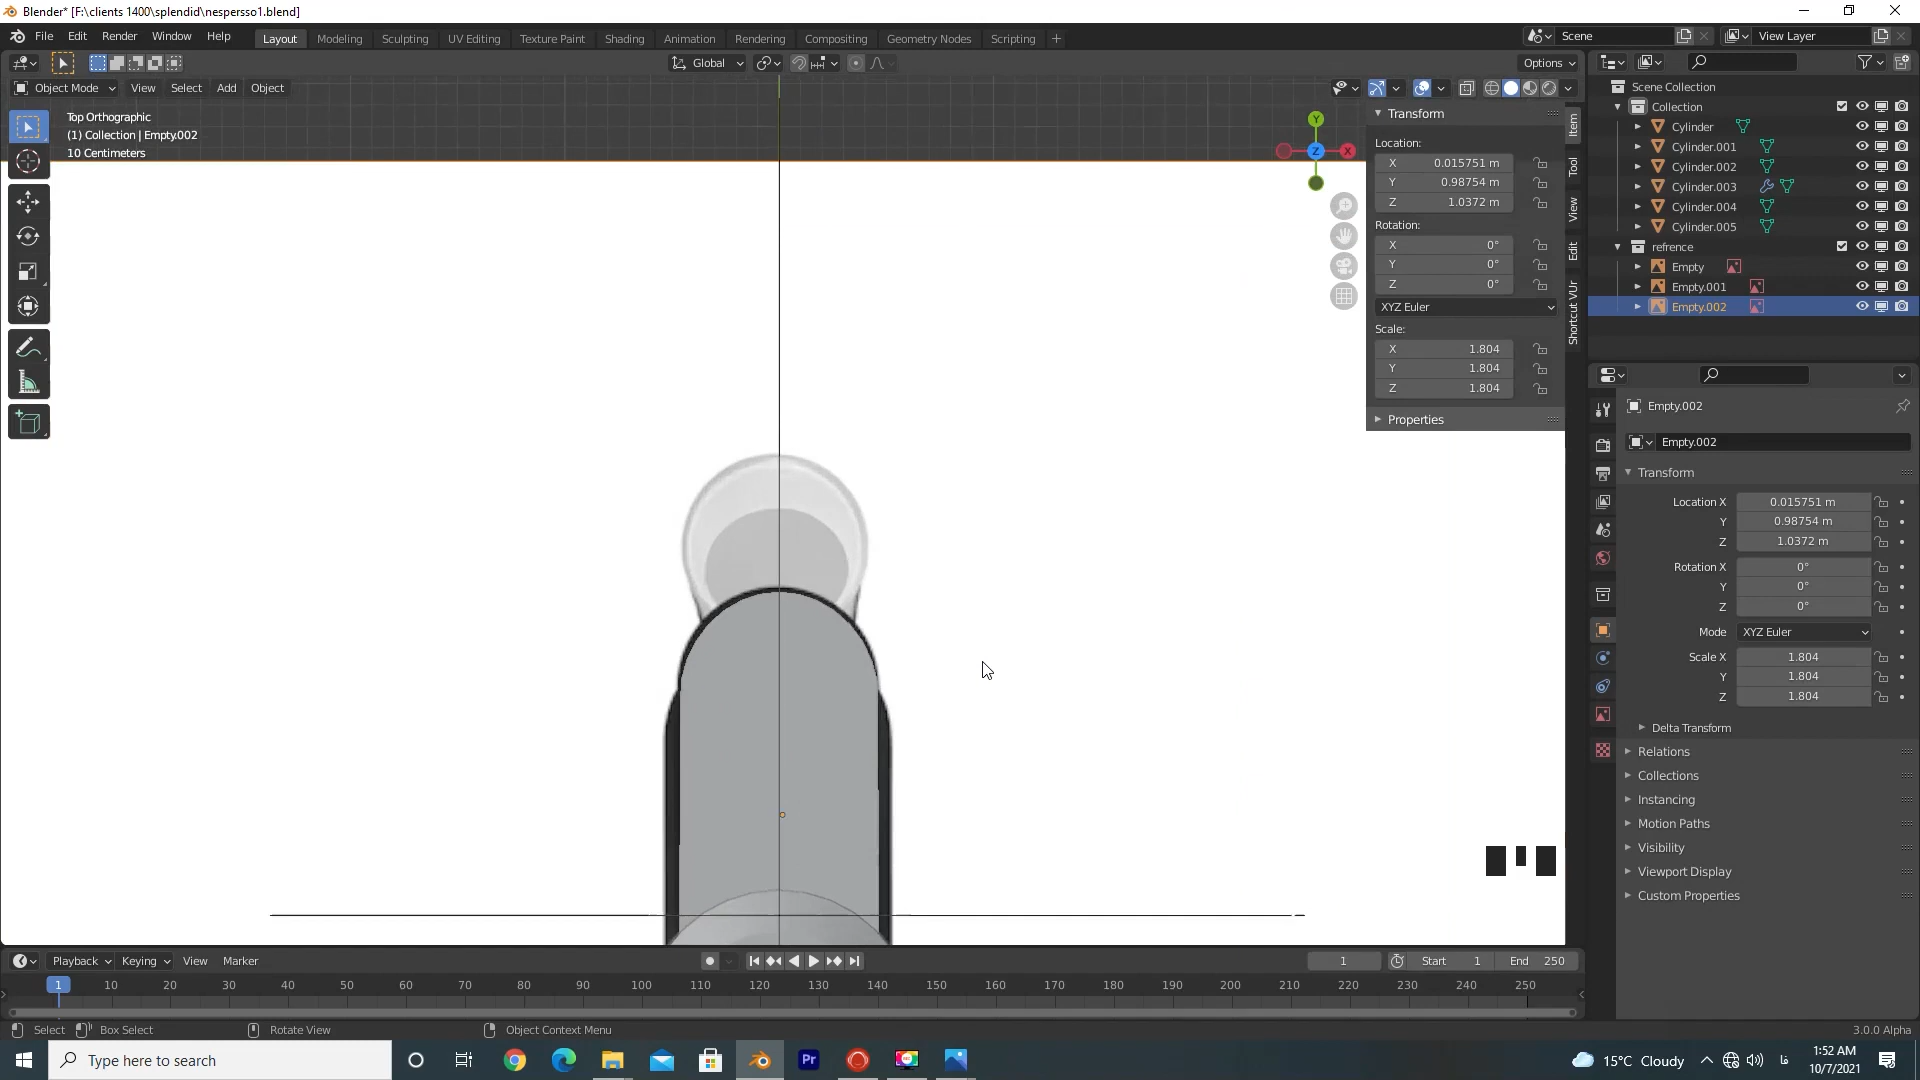 Blender* [F:\clients 1400\splendid\nespersso1.blend]
File Edit Render Window Help
Layout Modeling Sculpting UV Editing Texture Paint Shading Animation Rendering Compositing Geometry Nodes Scripting +
Scene
View Layer
Global
Options
Object Mode View Select Add Object
Top Orthographic
(1) Collection | Empty.002
10 Centimeters
Y
Z
X
Transform
Location:
X 0.015751 m
Y 0.98754 m
Z 1.0372 m
Rotation:
X 0°
Y 0°
Z 0°
XYZ Euler
Scale:
X 1.804
Y 1.804
Z 1.804
Properties
Item
Tool
View
Edit
Shortcut VUr
Scene Collection
Collection
Cylinder
Cylinder.001
Cylinder.002
Cylinder.003
Cylinder.004
Cylinder.005
refrence
Empty
Empty.001
Empty.002
Empty.002
Empty.002
Transform
Location X 0.015751 m
Y 0.98754 m
Z 1.0372 m
Rotation X 0°
Y 0°
Z 0°
Mode XYZ Euler
Scale X 1.804
Y 1.804
Z 1.804
Delta Transform
Relations
Collections
Instancing
Motion Paths
Visibility
Viewport Display
Custom Properties
Playback Keying View Marker
1 Start 1 End 250
1 10 20 30 40 50 60 70 80 90 100 110 120 130 140 150 160 170 180 190 200 210 220 230 240 250
Select Box Select Rotate View Object Context Menu
3.0.0 Alpha
Type here to search
Pr
15°C Cloudy
فا
1:52 AM
10/7/2021